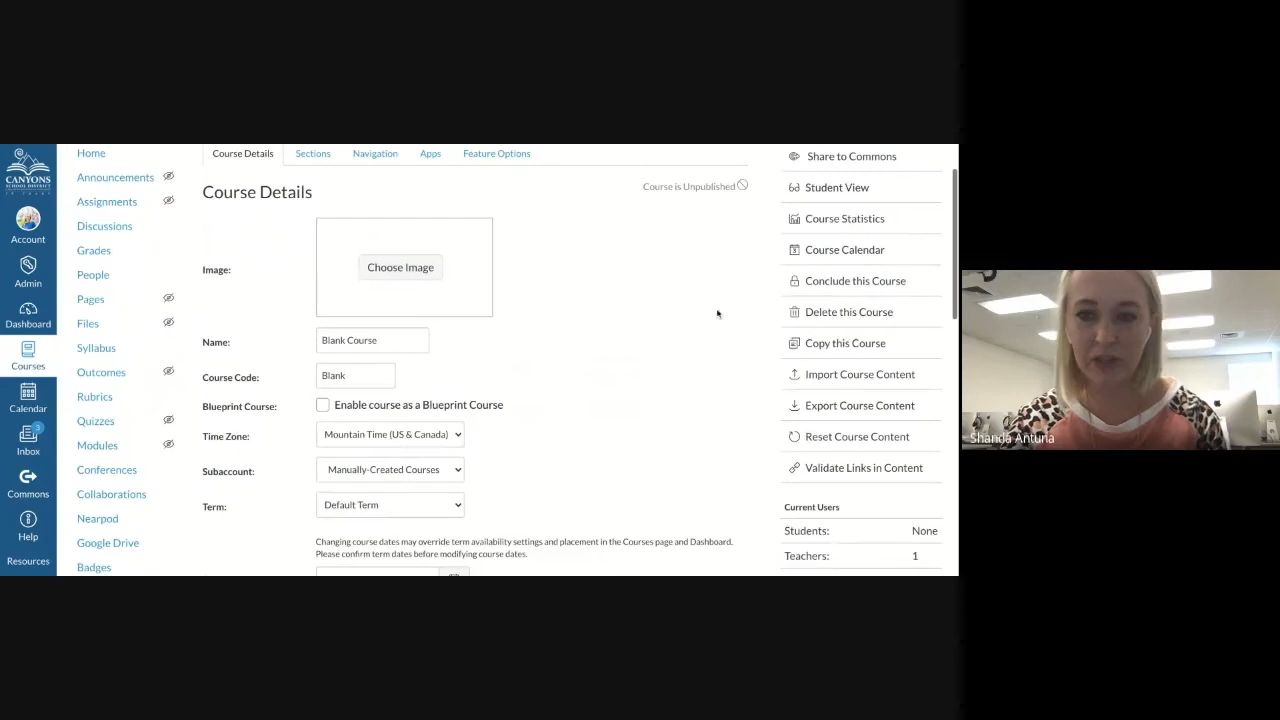 CANYONS
SCHOOL DISTRICT
Account
Admin
Dashboard
Courses
Calendar
3
Inbox
Commons
Help
Resources
Home
Announcements
Assignments
Discussions
Grades
People
Pages
Files
Syllabus
Outcomes
Rubrics
Quizzes
Modules
Conferences
Collaborations
Nearpod
Google Drive
Badges
Course Details Sections Navigation Apps Feature Options
Course Details
Course is Unpublished
Image:
Choose Image
Name: Blank Course
Course Code: Blank
Blueprint Course: Enable course as a Blueprint Course
Time Zone: Mountain Time (US & Canada)
Subaccount: Manually-Created Courses
Term: Default Term
Changing course dates may override term availability settings and placement in the Courses page and Dashboard.
Please confirm term dates before modifying course dates.
Share to Commons
Student View
Course Statistics
Course Calendar
Conclude this Course
Delete this Course
Copy this Course
Import Course Content
Export Course Content
Reset Course Content
Validate Links in Content
Current Users
Students: None
Teachers: 1
Shanda Antuna